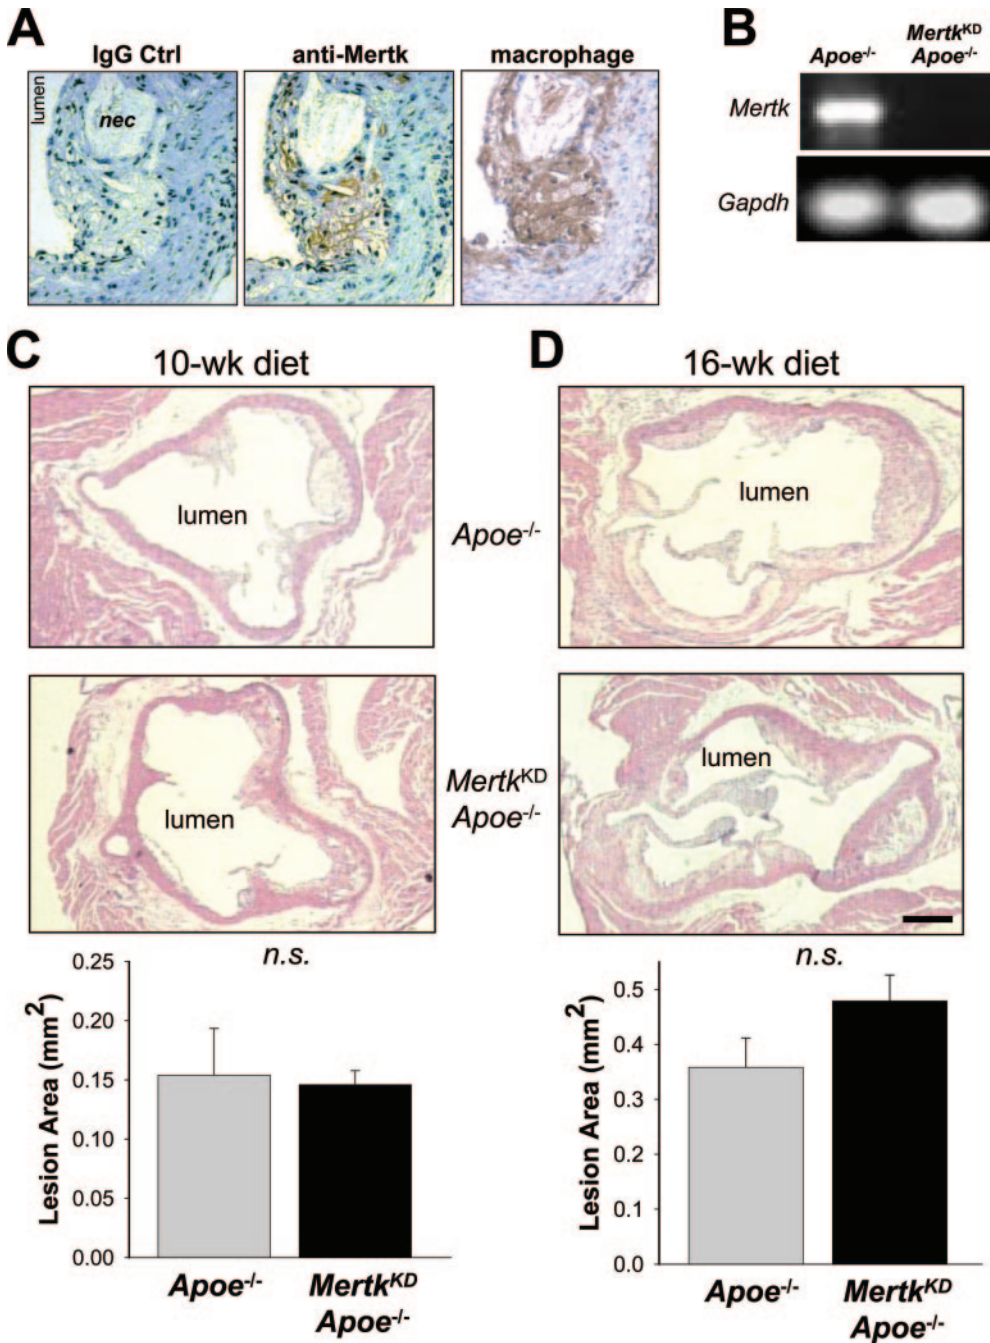 A
IgG Ctrl
anti-Mertk
macrophage
lumen
nec
B
Apoe-/-
MertkKD
Apoe-/-
Mertk
Gapdh
C
10-wk diet
D
16-wk diet
lumen
lumen
Apoe-/-
lumen
lumen
MertkKD
Apoe-/-
n.s.
0.25
0.20
0.15
0.10
0.05
0.00
Lesion Area (mm2)
Apoe-/-
MertkKD
Apoe-/-
n.s.
0.5
0.4
0.3
0.2
0.1
0.0
Lesion Area (mm2)
Apoe-/-
MertkKD
Apoe-/-